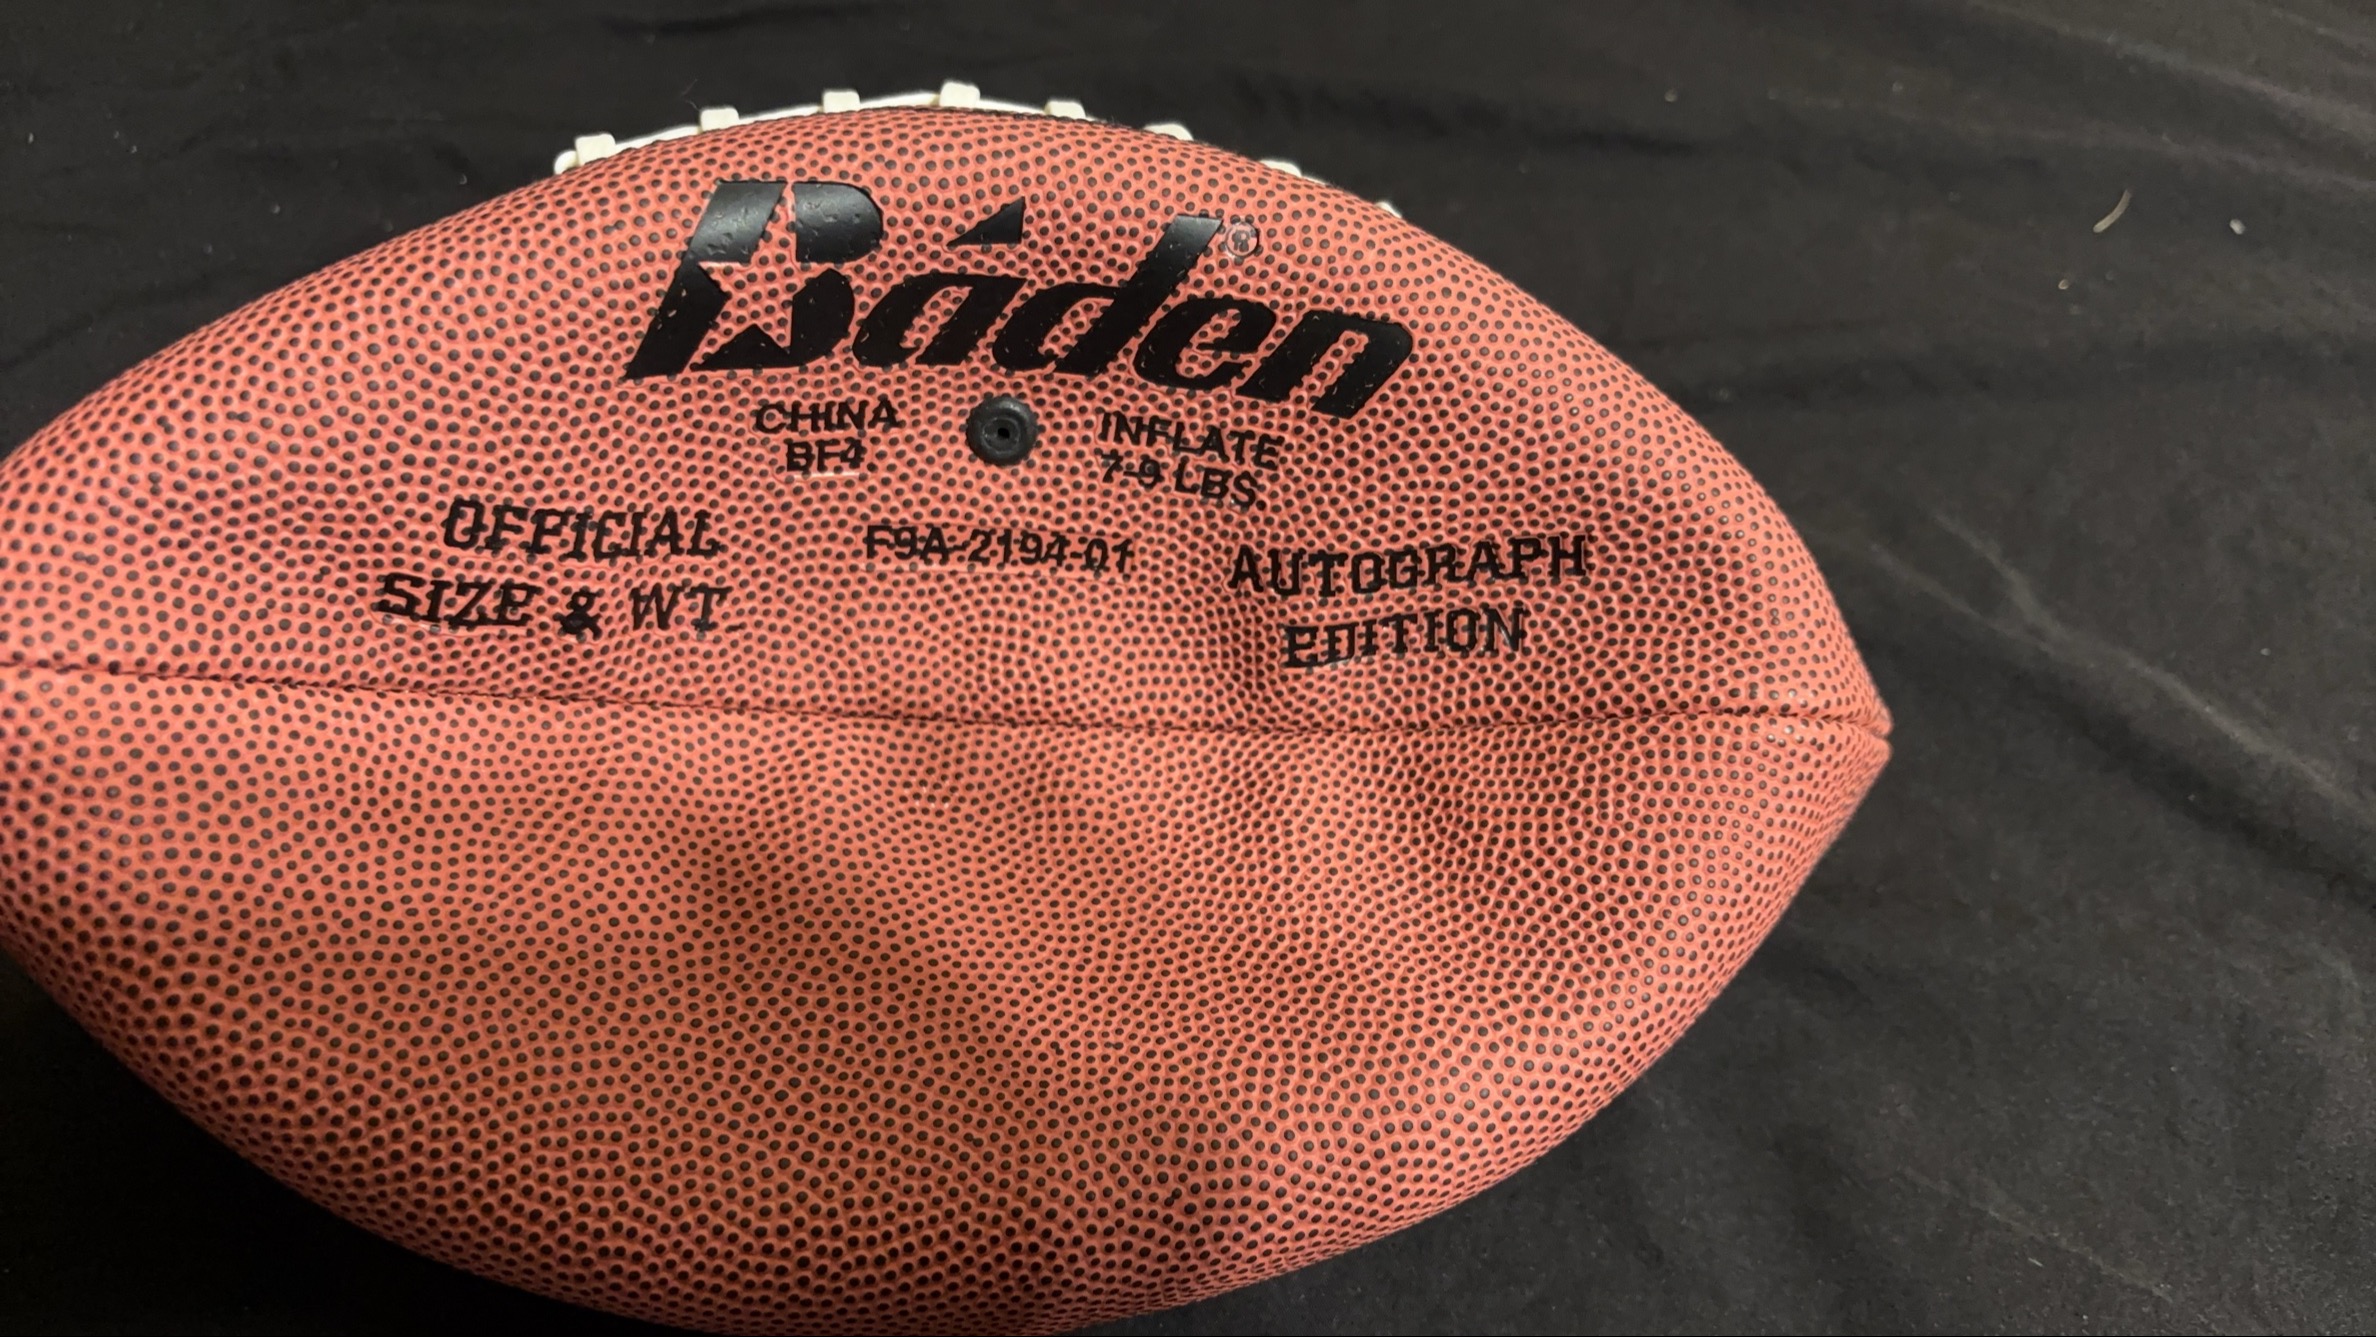 Baden®
CHINA
BF4
INFLATE
7-9 LBS
OFFICIAL
SIZE & WT.
F9A-2194-01
AUTOGRAPH
EDITION